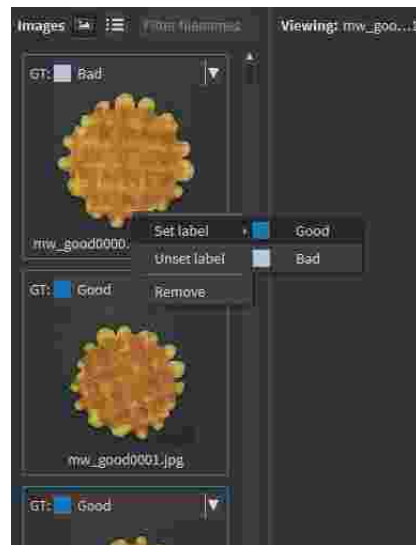 Images Filter filenames Viewing: mw_goo...
GT: Bad
mw_good0000.
Set label Good
Unset label Bad
Remove
GT: Good
mw_good0001.jpg
GT: Good